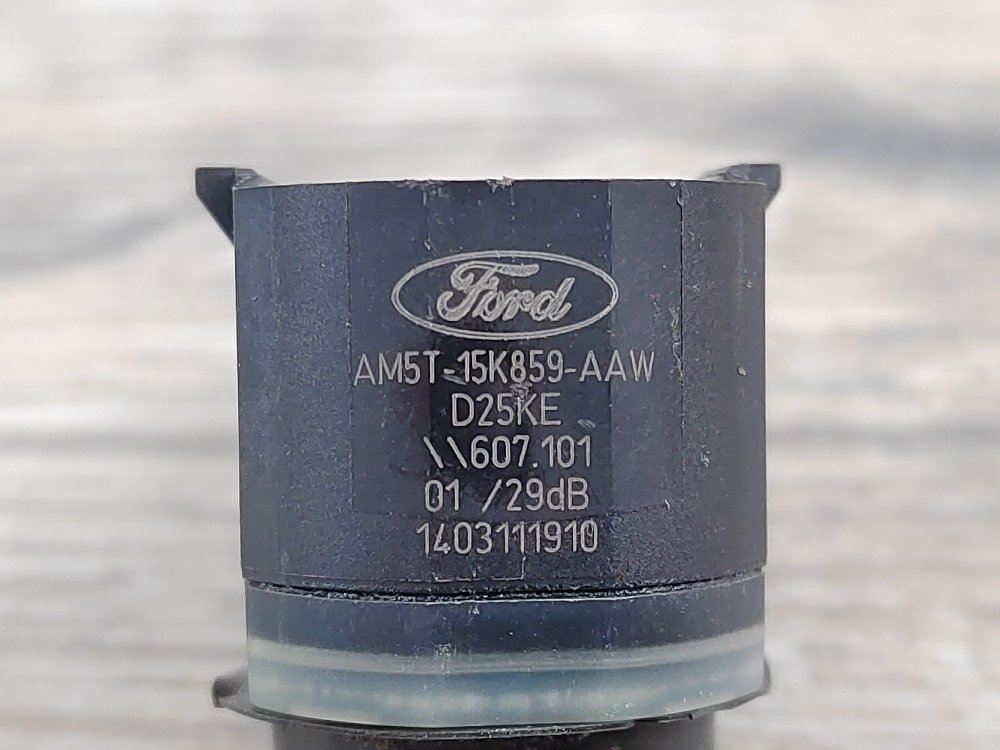 Ford
AM5T-15K859-AAW
D25KE
\\607.101
01 /29dB
1403111910